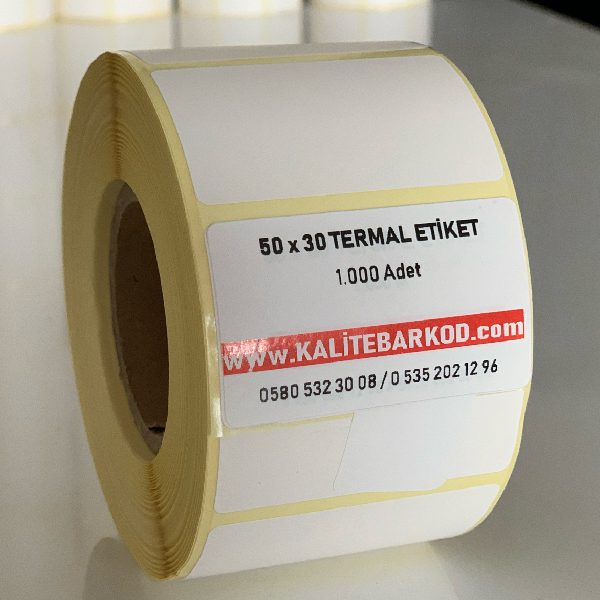 50 x 30 TERMAL ETİKET
1.000 Adet
www.KALİTEBARKOD.com
0580 532 30 08 / 0 535 202 12 96